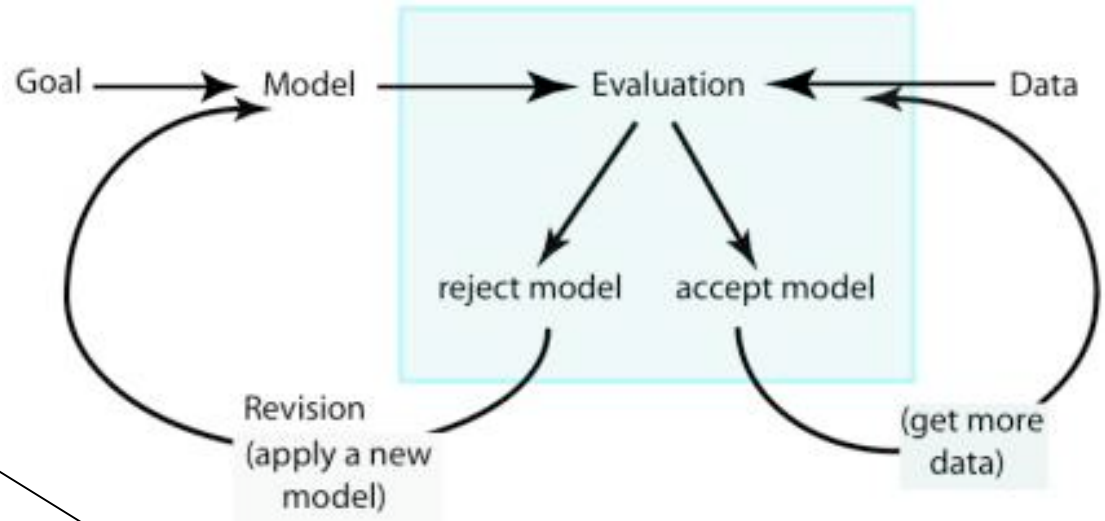 Goal
Model
Evaluation
Data
reject model
accept model
Revision
(apply a new
model)
(get more
data)